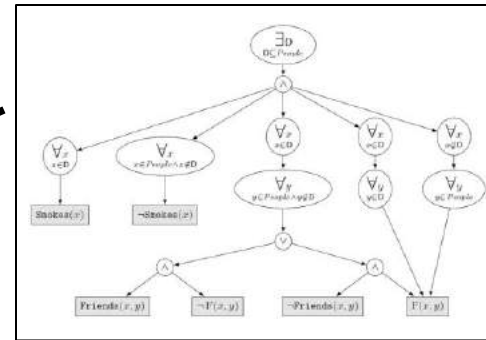 ∃D
D⊆People
∧
∀x
x∈D
∀x
x∈People∧x∉D
∀x
x∈D
∀x
x∈D
∀x
x∉D
∀y
y∈People∧y∉D
∀y
y∈D
∀y
y∈People
Smokes(x)
¬Smokes(x)
∨
∧
∧
Friends(x, y)
¬F(x, y)
¬Friends(x, y)
F(x, y)